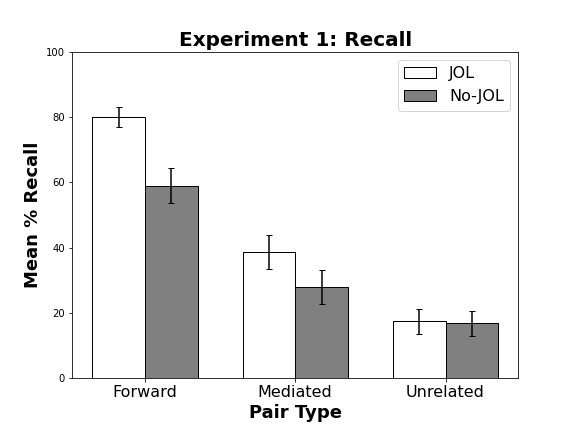 Experiment 1: Recall
100
80
60
40
20
0
Mean % Recall
JOL
No-JOL
Forward
Mediated
Unrelated
Pair Type